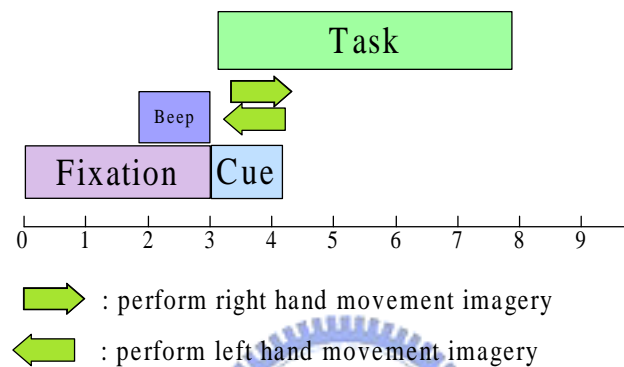 Task
Beep
Fixation Cue
0 1 2 3 4 5 6 7 8 9
: perform right hand movement imagery
: perform left hand movement imagery